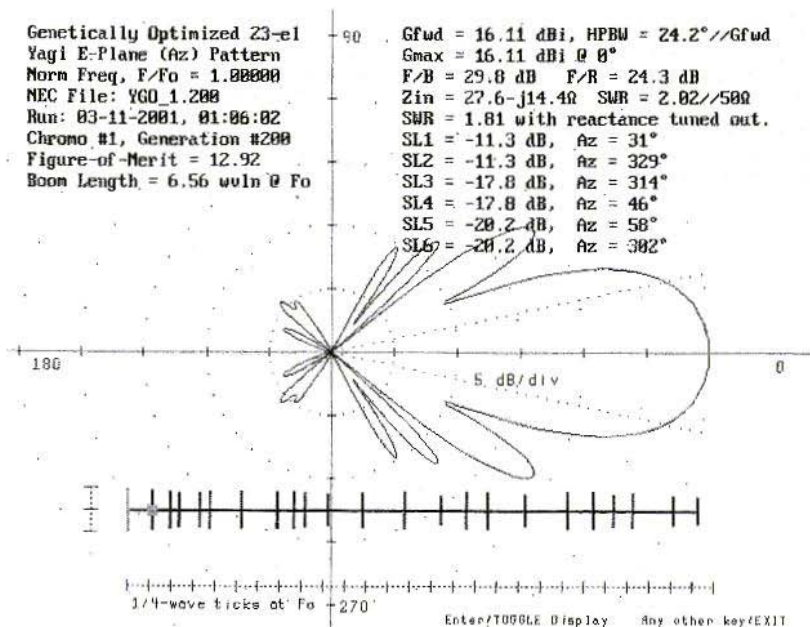 Genetically Optimized 23-el
Yagi E-Plane (Az) Pattern
Norm Freq, F/Fo = 1.00000
NEC File: YGO_1.200
Run: 03-11-2001, 01:06:02
Chromo #1, Generation #200
Figure-of-Merit = 12.92
Boom Length = 6.56 wvln @ Fo
90
Gfwd = 16.11 dBi, HPBW = 24.2°//Gfwd
Gmax = 16.11 dBi @ 0°
F/B = 29.8 dB F/R = 24.3 dB
Zin = 27.6-j14.4Ω SWR = 2.02//50Ω
SWR = 1.81 with reactance tuned out.
SL1 = -11.3 dB, Az = 31°
SL2 = -11.3 dB, Az = 329°
SL3 = -17.8 dB, Az = 314°
SL4 = -17.8 dB, Az = 46°
SL5 = -20.2 dB, Az = 58°
SL6 = -20.2 dB, Az = 302°
180
0
5 dB/div
1/4-wave ticks at Fo
270
Enter/TOGGLE Display Any other key/EXIT